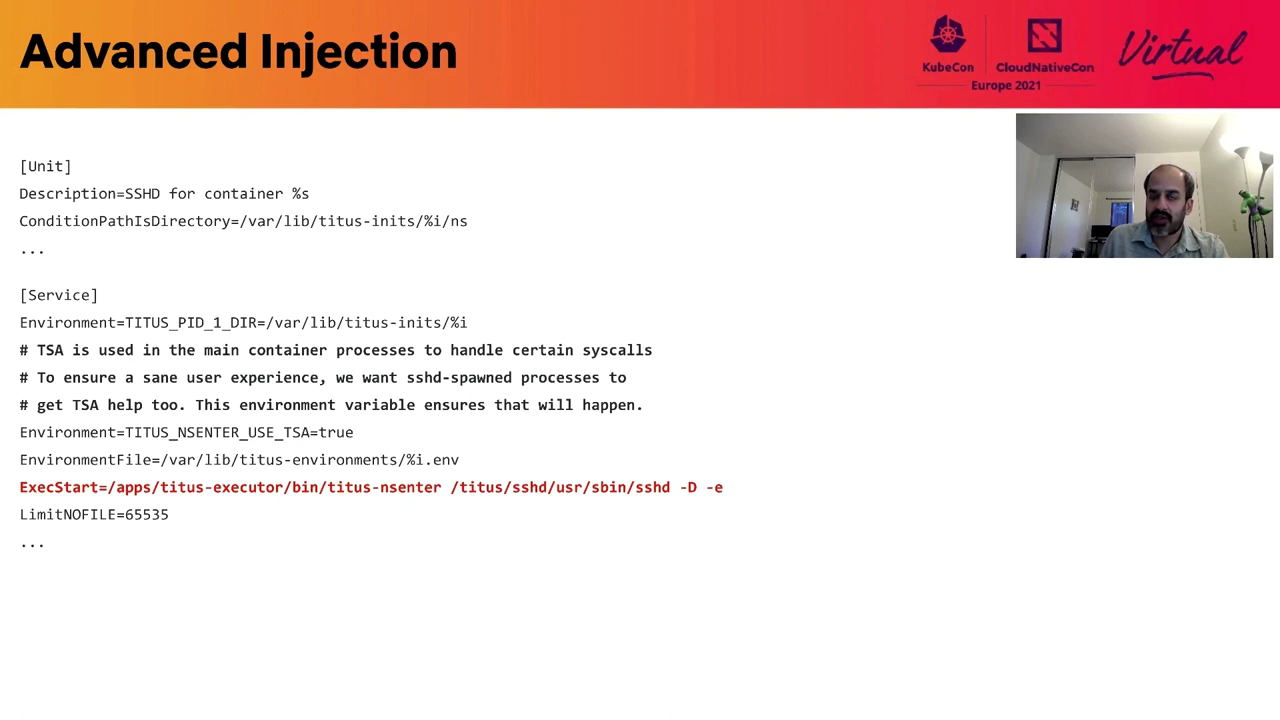 Advanced Injection
KubeCon
CloudNativeCon
Europe 2021
Virtual
[Unit]
Description=SSHD for container %s
ConditionPathIsDirectory=/var/lib/titus-inits/%i/ns
...
[Service]
Environment=TITUS_PID_1_DIR=/var/lib/titus-inits/%i
# TSA is used in the main container processes to handle certain syscalls
# To ensure a sane user experience, we want sshd-spawned processes to
# get TSA help too. This environment variable ensures that will happen.
Environment=TITUS_NSENTER_USE_TSA=true
EnvironmentFile=/var/lib/titus-environments/%i.env
ExecStart=/apps/titus-executor/bin/titus-nsenter /titus/sshd/usr/sbin/sshd -D -e
LimitNOFILE=65535
...